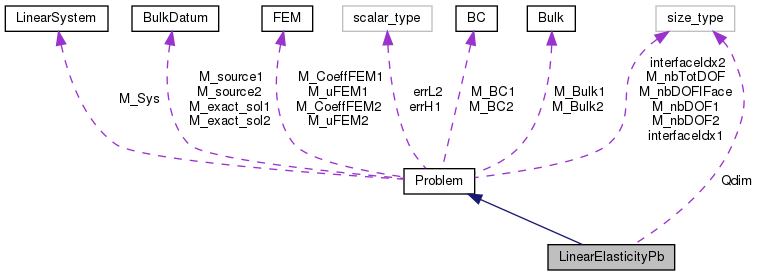 LinearSystem
BulkDatum
FEM
scalar_type
BC
Bulk
size_type
M_Sys
M_source1
M_source2
M_exact_sol1
M_exact_sol2
M_CoeffFEM1
M_uFEM1
M_CoeffFEM2
M_uFEM2
errL2
errH1
M_BC1
M_BC2
M_Bulk1
M_Bulk2
interfaceIdx2
M_nbTotDOF
M_nbDOFIFace
M_nbDOF1
M_nbDOF2
interfaceIdx1
Problem
Qdim
LinearElasticityPb